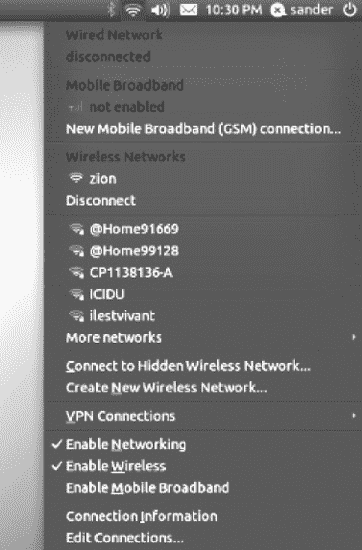 10:30 PM sander
Wired Network
disconnected
Mobile Broadband
not enabled
New Mobile Broadband (GSM) connection...
Wireless Networks
zion
Disconnect
@Home91669
@Home99128
CP1138136-A
ICIDU
ilestvivant
More networks
Connect to Hidden Wireless Network...
Create New Wireless Network...
VPN Connections
Enable Networking
Enable Wireless
Enable Mobile Broadband
Connection Information
Edit Connections...